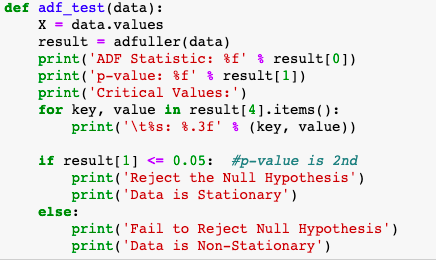 def adf_test(data):
    X = data.values
    result = adfuller(data)
    print('ADF Statistic: %f' % result[0])
    print('p-value: %f' % result[1])
    print('Critical Values:')
    for key, value in result[4].items():
        print('\t%s: %.3f' % (key, value))

    if result[1] <= 0.05:  #p-value is 2nd
        print('Reject the Null Hypothesis')
        print('Data is Stationary')
    else:
        print('Fail to Reject Null Hypothesis')
        print('Data is Non-Stationary')